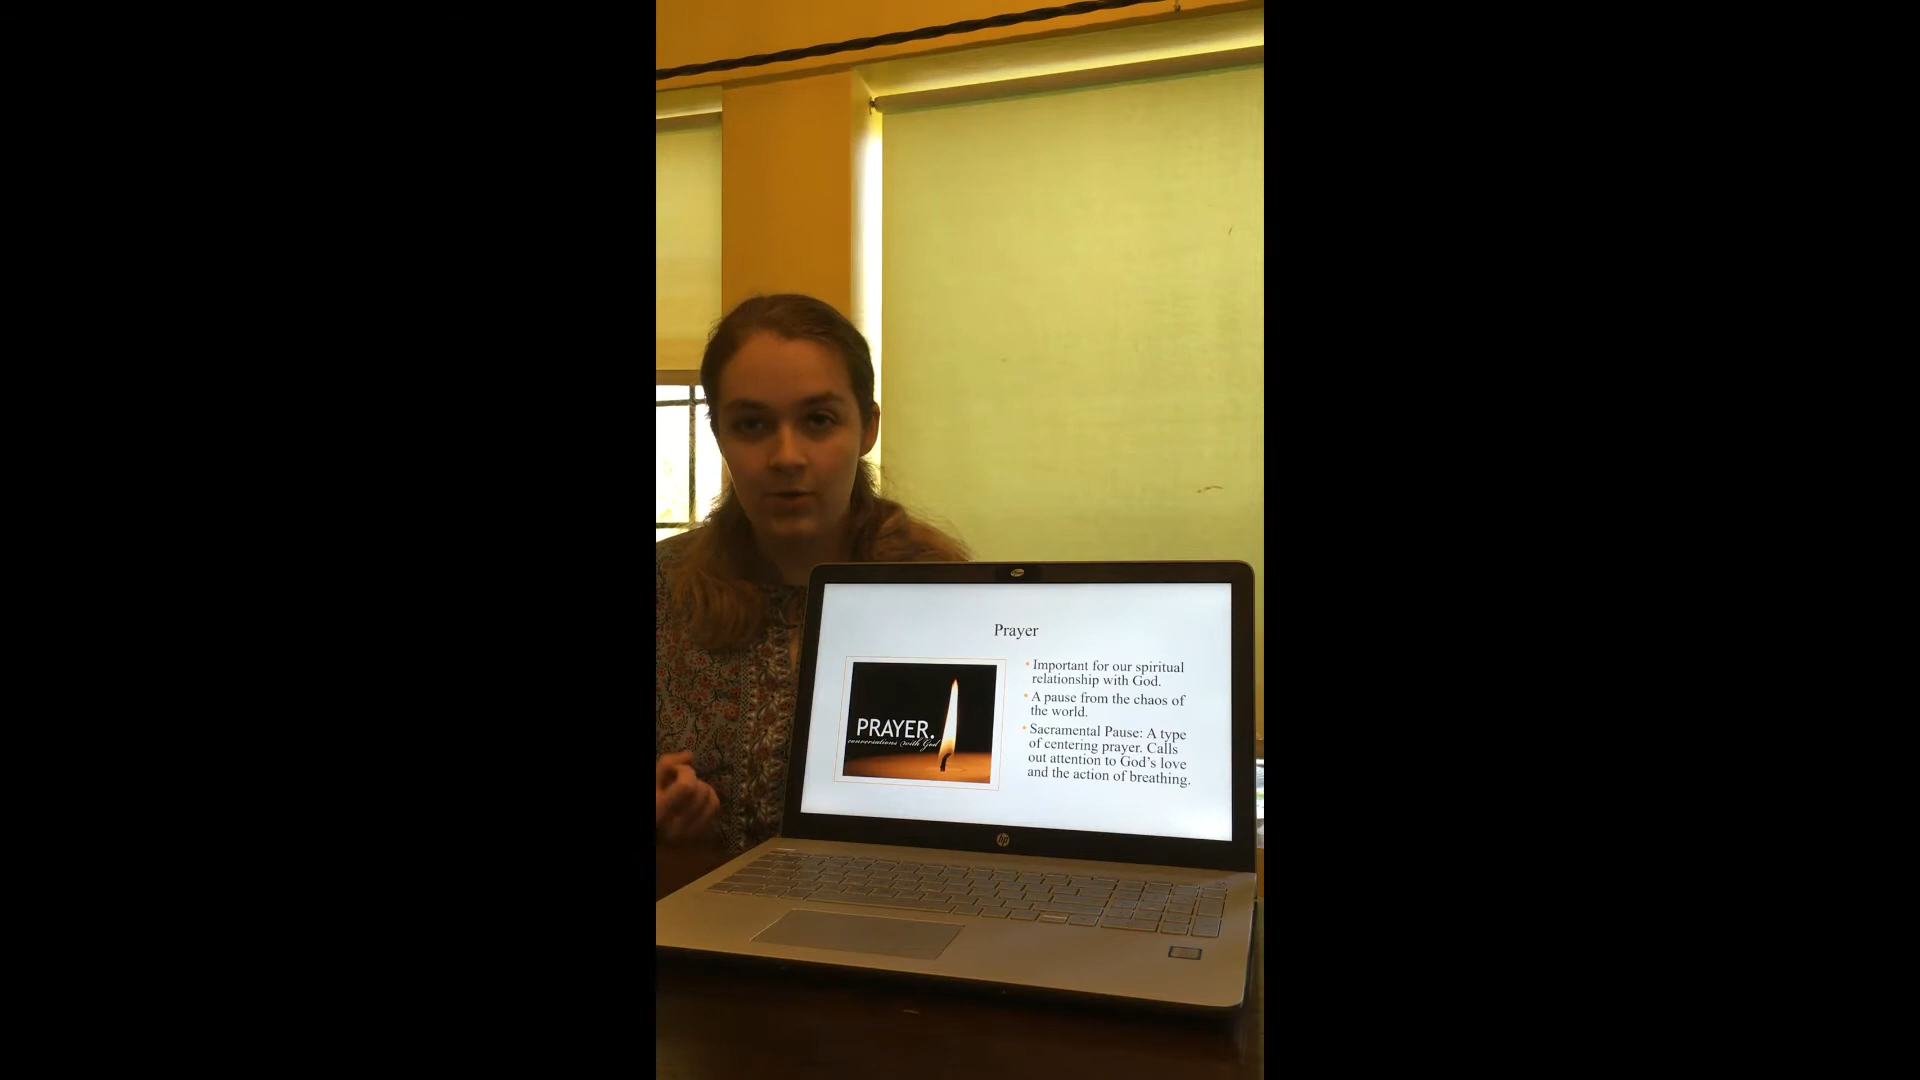 Prayer
PRAYER.
conversations with God
• Important for our spiritual
relationship with God.
• A pause from the chaos of
the world.
• Sacramental Pause: A type
of centering prayer. Calls
out attention to God's love
and the action of breathing.
hp